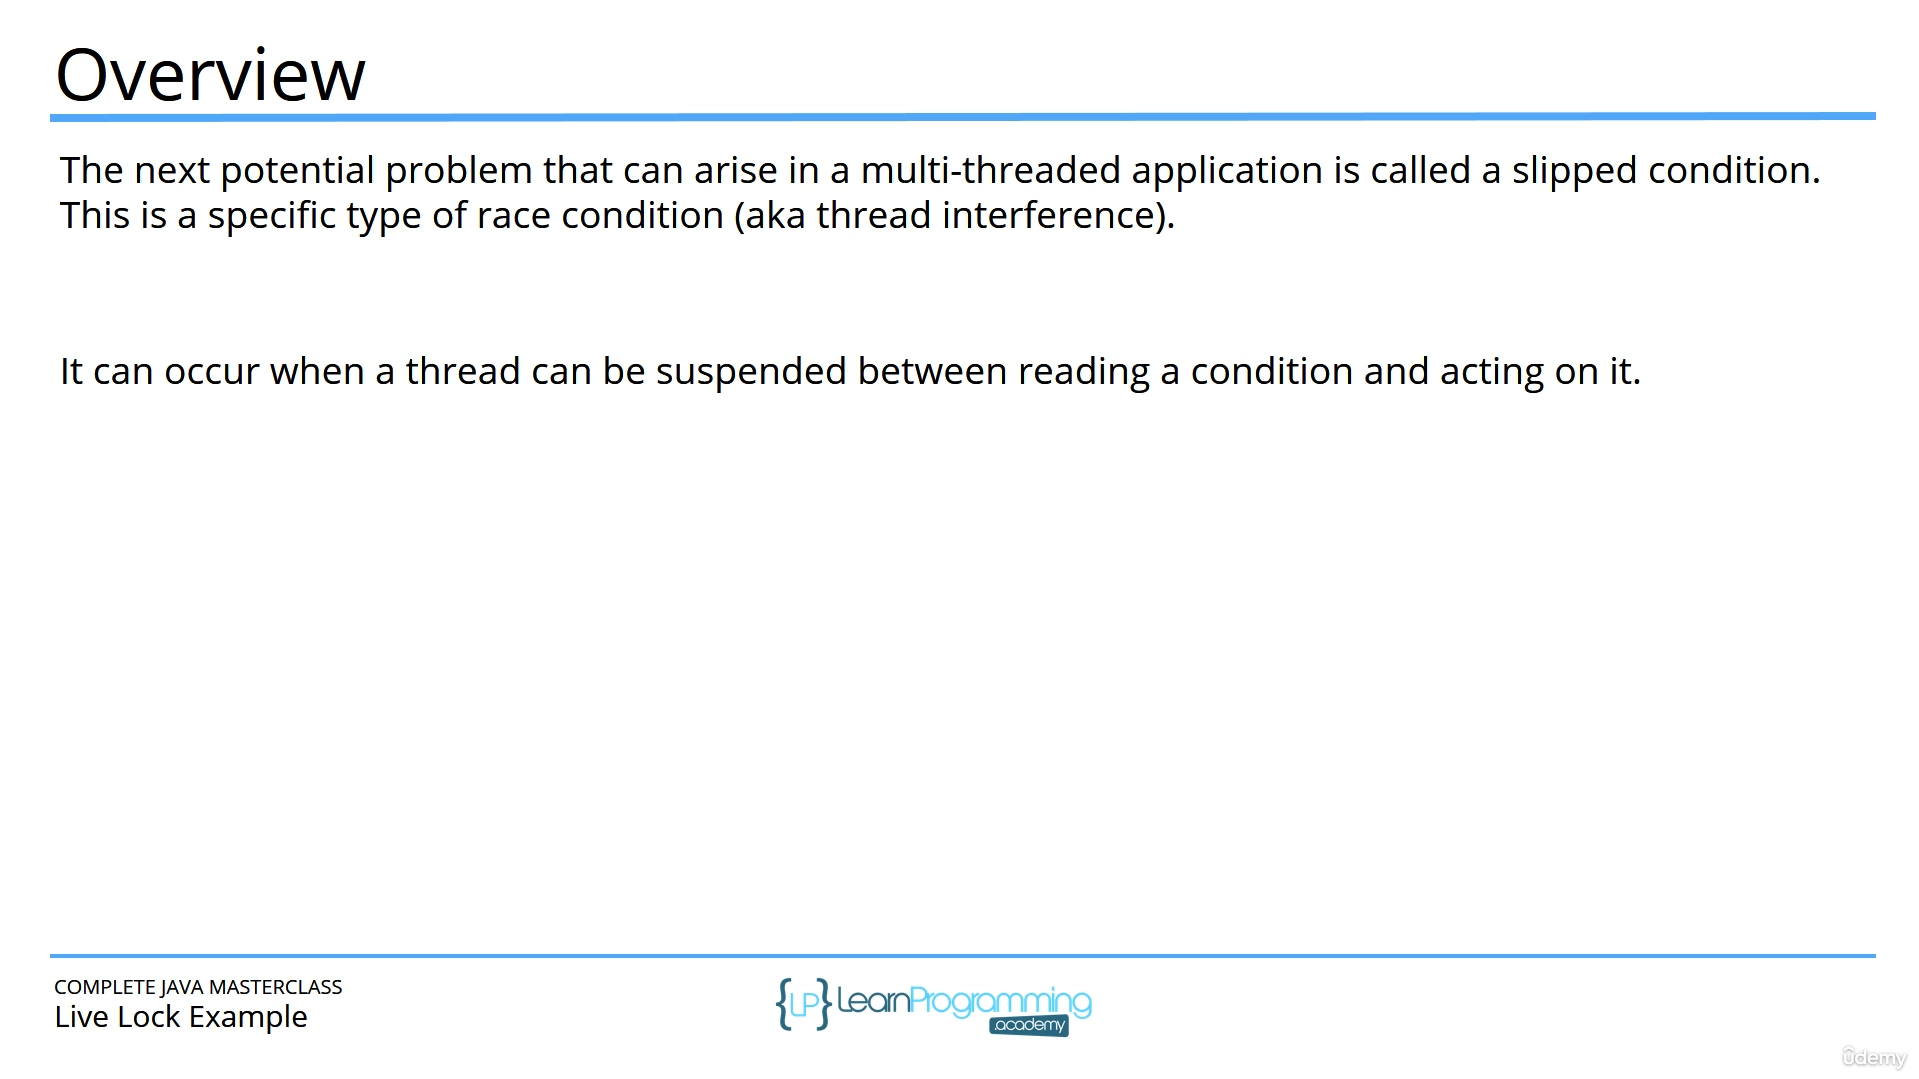 Overview
The next potential problem that can arise in a multi-threaded application is called a slipped condition.
This is a specific type of race condition (aka thread interference).
It can occur when a thread can be suspended between reading a condition and acting on it.
COMPLETE JAVA MASTERCLASS
Live Lock Example
{LP} LearnProgramming
academy
ûdemy